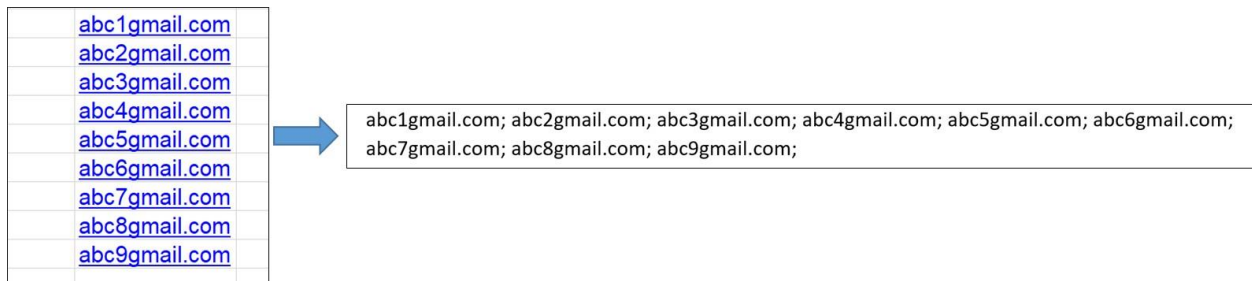 abc1gmail.com
abc2gmail.com
abc3gmail.com
abc4gmail.com
abc5gmail.com
abc6gmail.com
abc7gmail.com
abc8gmail.com
abc9gmail.com
abc1gmail.com; abc2gmail.com; abc3gmail.com; abc4gmail.com; abc5gmail.com; abc6gmail.com;
abc7gmail.com; abc8gmail.com; abc9gmail.com;